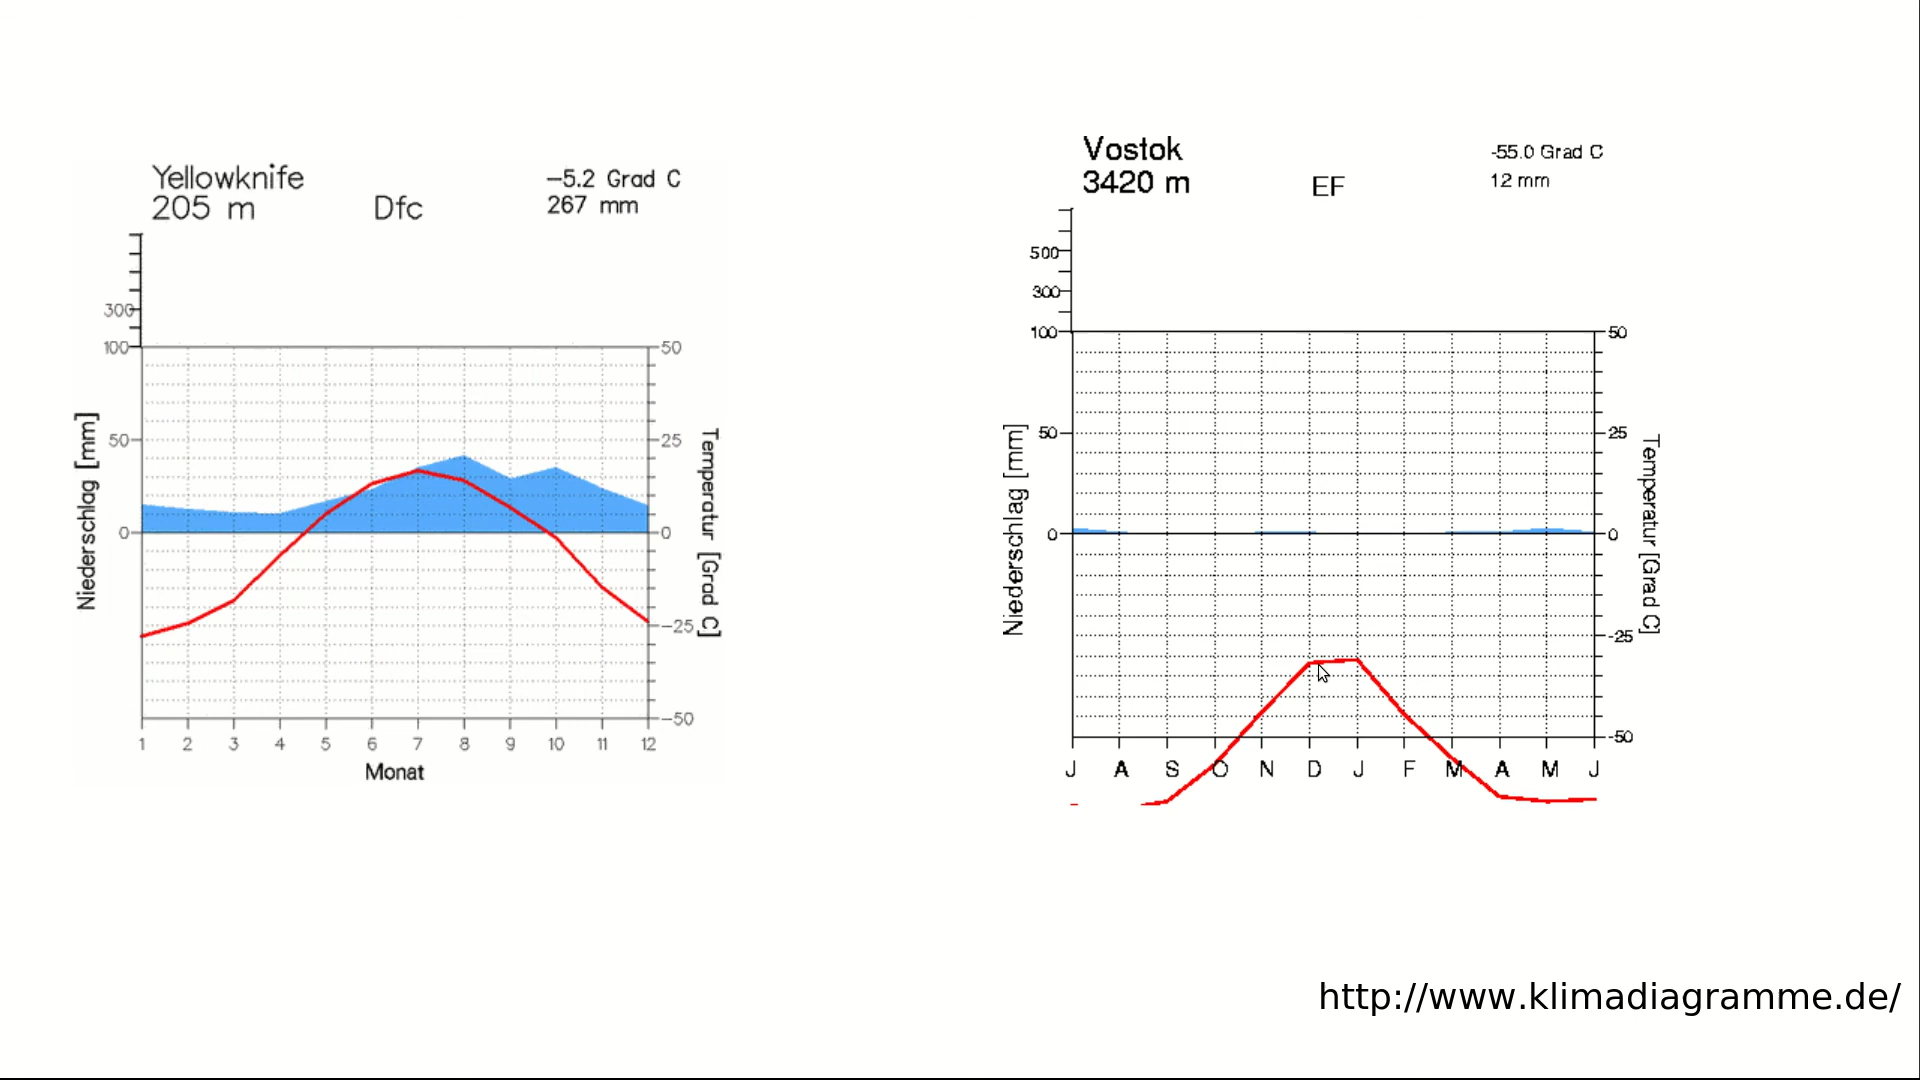 Yellowknife
205 m
Dfc
−5.2 Grad C
267 mm
300
100
50
0
Niederschlag [mm]
50
25
0
−25
−50
Temperatur [Grad C]
1 2 3 4 5 6 7 8 9 10 11 12
Monat
Vostok
3420 m
EF
-55.0 Grad C
12 mm
500
300
100
50
0
Niederschlag [mm]
50
25
0
-25
-50
Temperatur [Grad C]
J A S O N D J F M A M J
http://www.klimadiagramme.de/